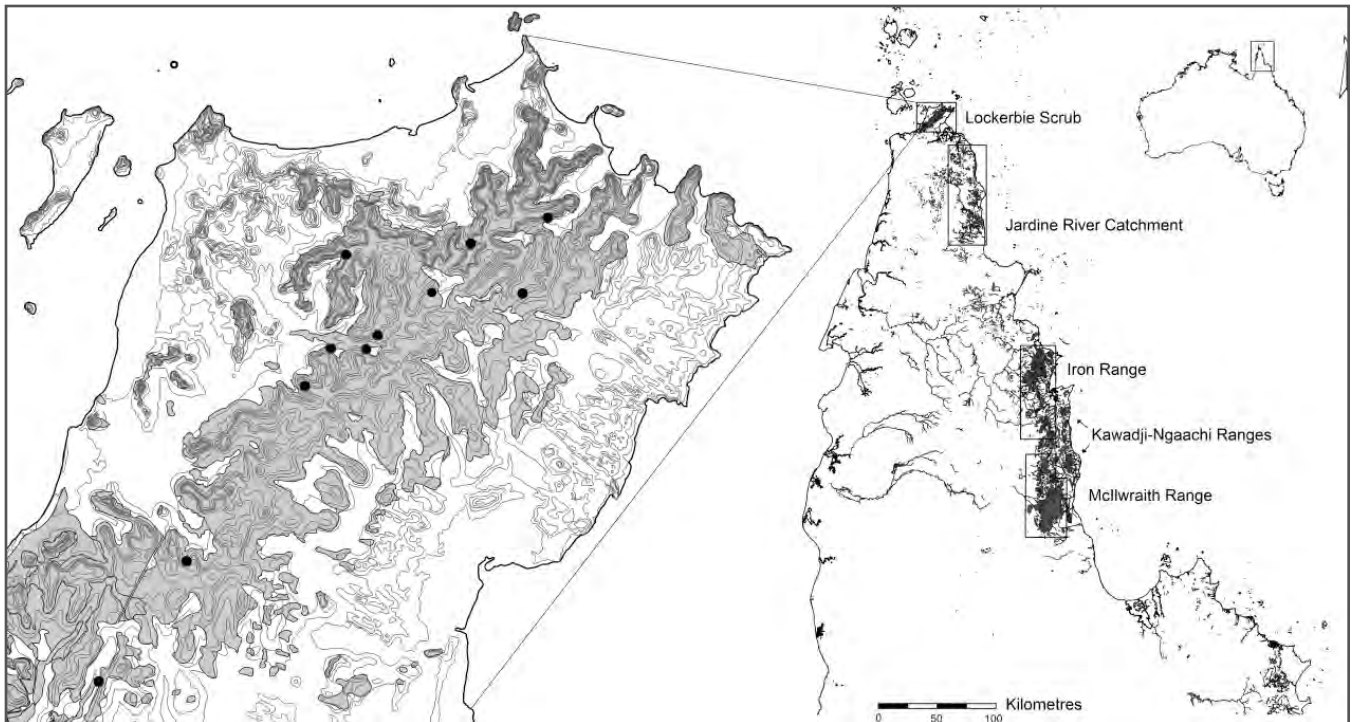 Lockerbie Scrub
Jardine River Catchment
Iron Range
Kawadji-Ngaachi Ranges
McIlwraith Range
Kilometres
0 50 100